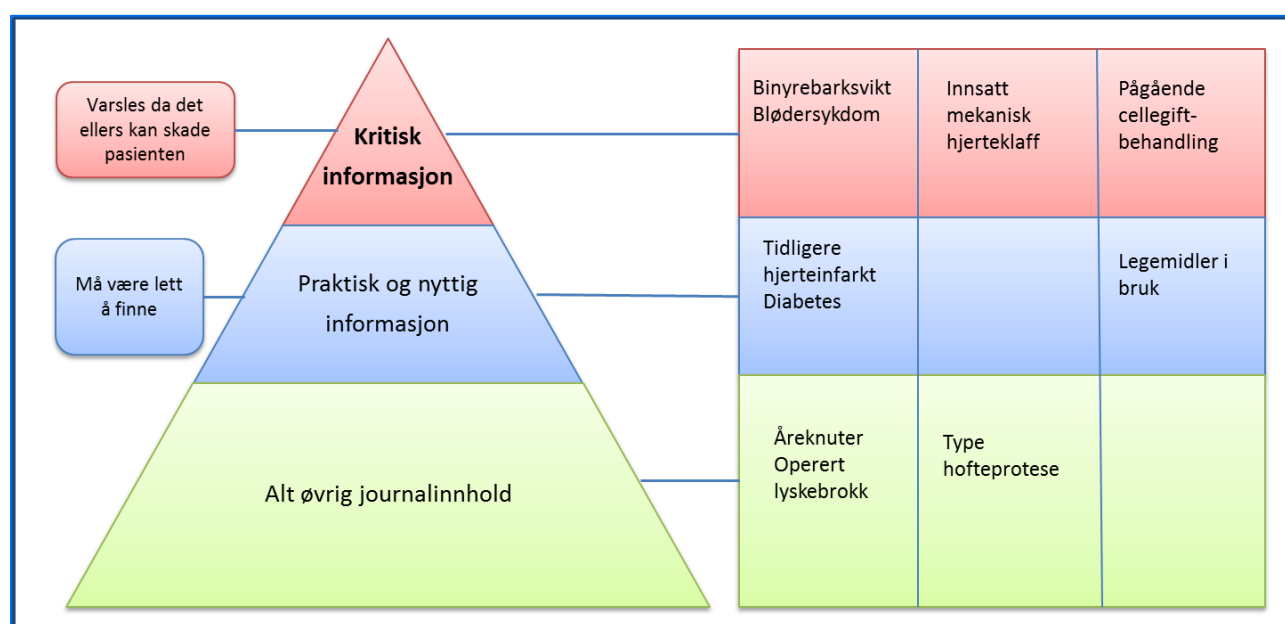 Varsles da det
ellers kan skade
pasienten
Kritisk
informasjon
Binyrebarksvikt
Blødersykdom
Innsatt
mekanisk
hjerteklaff
Pågående
cellegift-
behandling
Må være lett
å finne
Praktisk og nyttig
informasjon
Tidligere
hjerteinfarkt
Diabetes
Legemidler i
bruk
Alt øvrig journalinnhold
Åreknuter
Operert
lyskebrokk
Type
hofteprotese